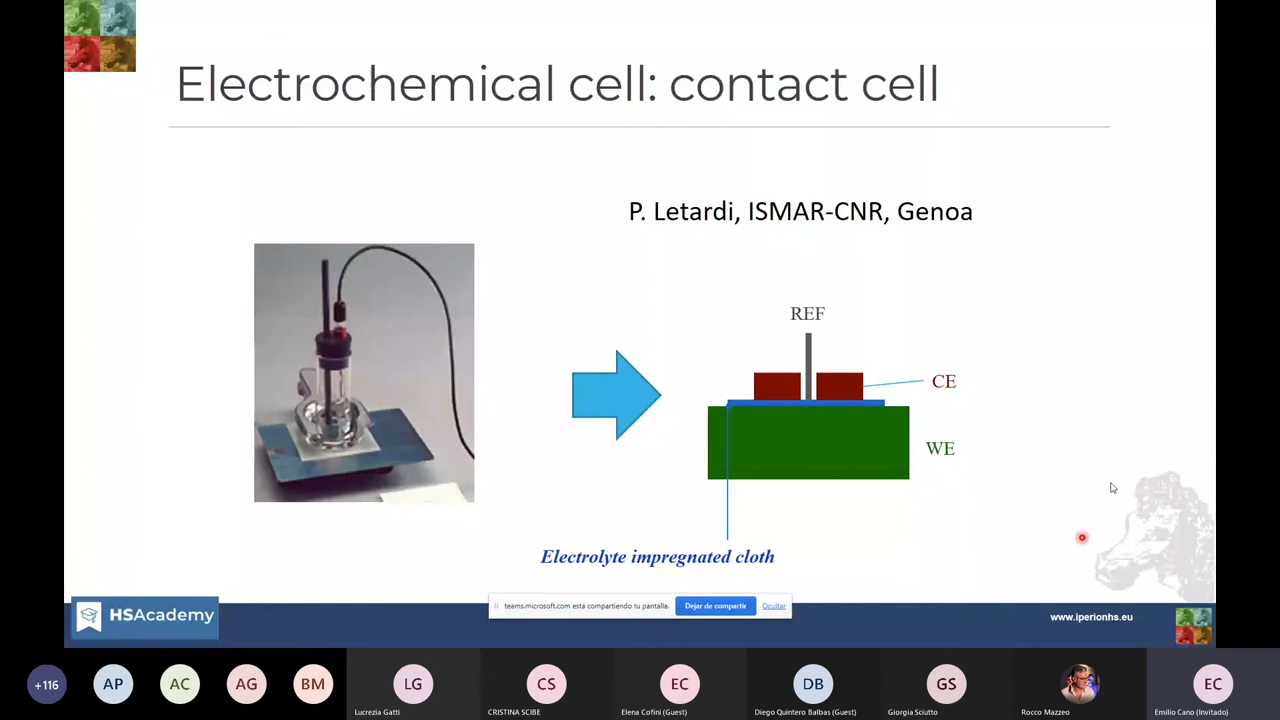 Electrochemical cell: contact cell
P. Letardi, ISMAR-CNR, Genoa
REF
CE
WE
Electrolyte impregnated cloth
teams.microsoft.com está compartiendo tu pantalla.
Dejar de compartir
Ocultar
HSAcademy
www.iperionhs.eu
+116
AP
AC
AG
BM
LG
CS
EC
DB
GS
EC
Lucrezia Gatti
CRISTINA SCIBE
Elena Cofini (Guest)
Diego Quintero Balbas (Guest)
Giorgia Sciutto
Rocco Mazzeo
Emilio Cano (Invitado)